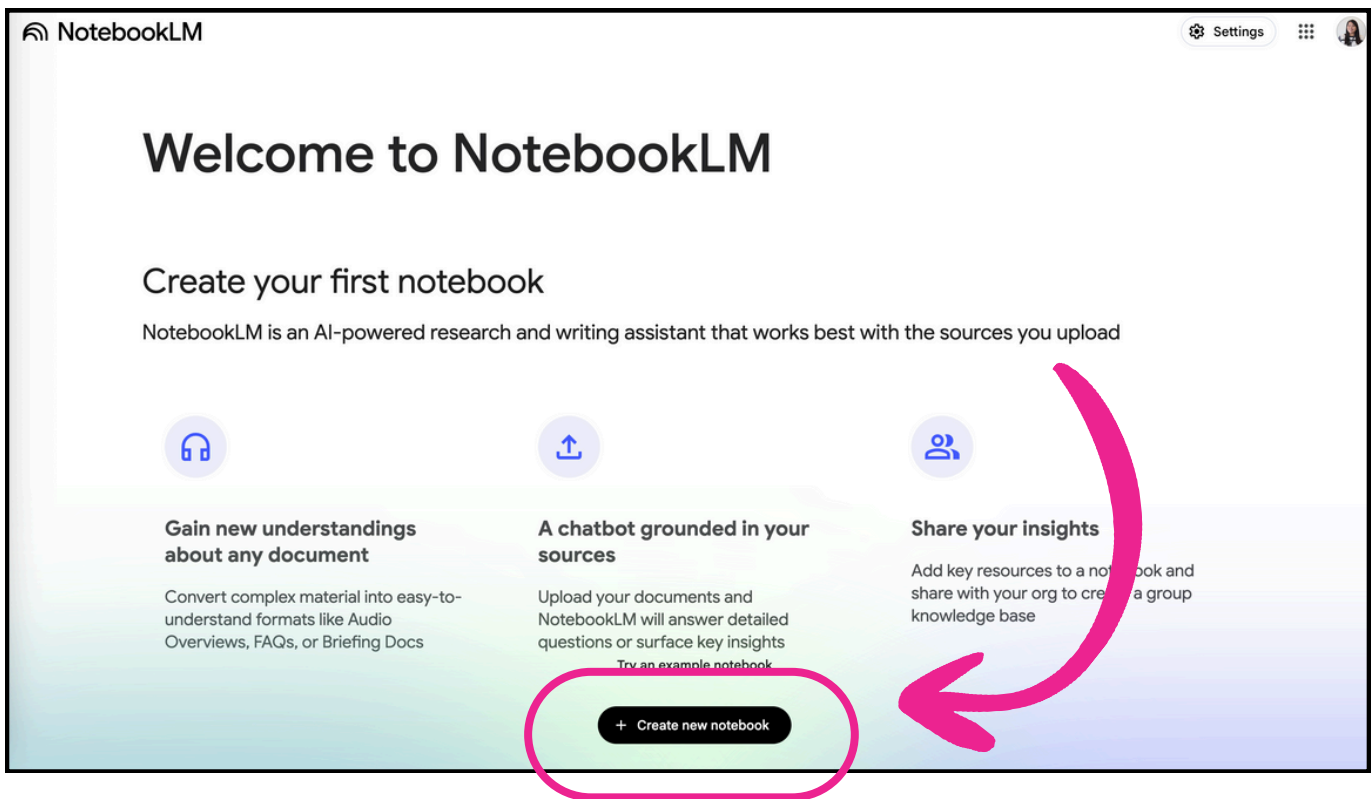 NotebookLM
Settings
Welcome to NotebookLM
Create your first notebook
NotebookLM is an AI-powered research and writing assistant that works best with the sources you upload
Gain new understandings
about any document
Convert complex material into easy-to-
understand formats like Audio
Overviews, FAQs, or Briefing Docs
A chatbot grounded in your
sources
Upload your documents and
NotebookLM will answer detailed
questions or surface key insights
Share your insights
Add key resources to a notebook and
share with your org to create a group
knowledge base
Try an example notebook
+ Create new notebook